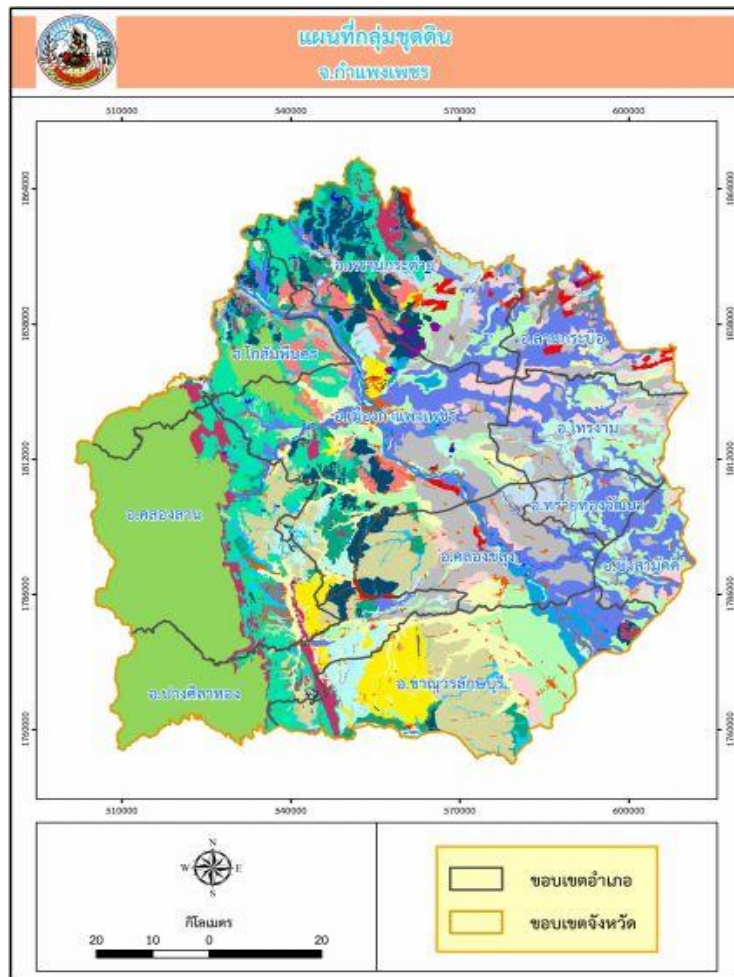 แผนที่กลุ่มชุดดิน
จ.กำแพงเพชร
510000 540000 570000 600000
1864000 1864000
1838000 1838000
1812000 1812000
1786000 1786000
1760000 1760000
อ.พรานกระต่าย
อ.ลานกระบือ
อ.โกสัมพีนคร
อ.เมืองกำแพงเพชร
อ.ไทรงาม
อ.คลองลาน
อ.ทรายทองวัฒนา
อ.คลองขลุง
อ.บึงสามัคคี
อ.ขาณุวรลักษบุรี
อ.ปางศิลาทอง
510000 540000 570000 600000
N
W E
S
กิโลเมตร
20 10 0 20
ขอบเขตอำเภอ
ขอบเขตจังหวัด